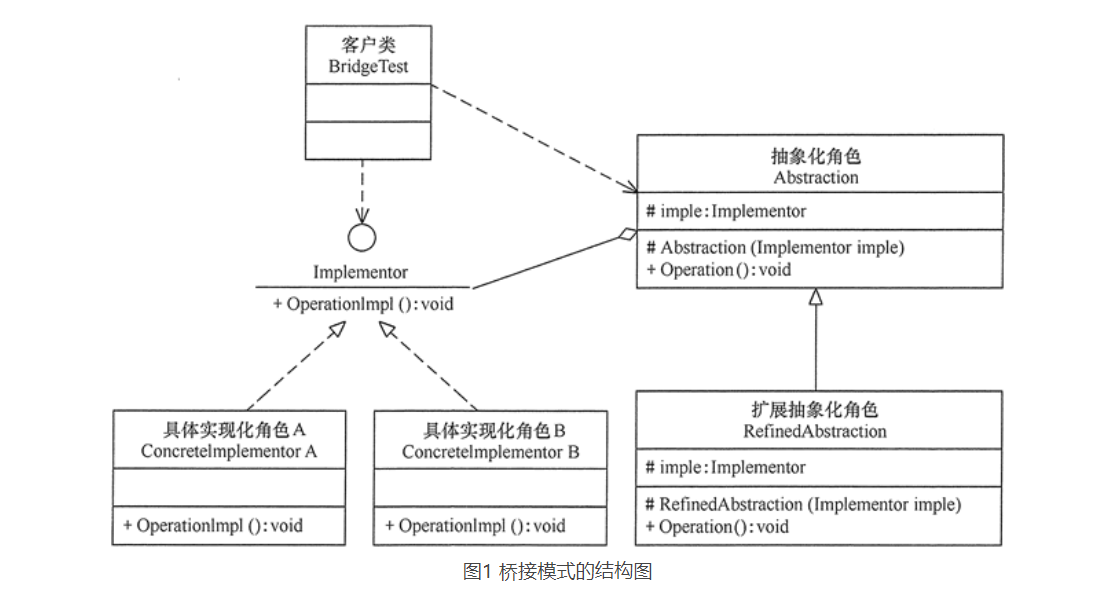 客户类
BridgeTest
抽象化角色
Abstraction
# imple:Implementor
# Abstraction (Implementor imple)
+ Operation():void
Implementor
+ OperationImpl ():void
具体实现化角色A
ConcreteImplementor A
+ OperationImpl ():void
具体实现化角色B
ConcreteImplementor B
+ OperationImpl ():void
扩展抽象化角色
RefinedAbstraction
# imple:Implementor
# RefinedAbstraction (Implementor imple)
+ Operation():void
图1 桥接模式的结构图